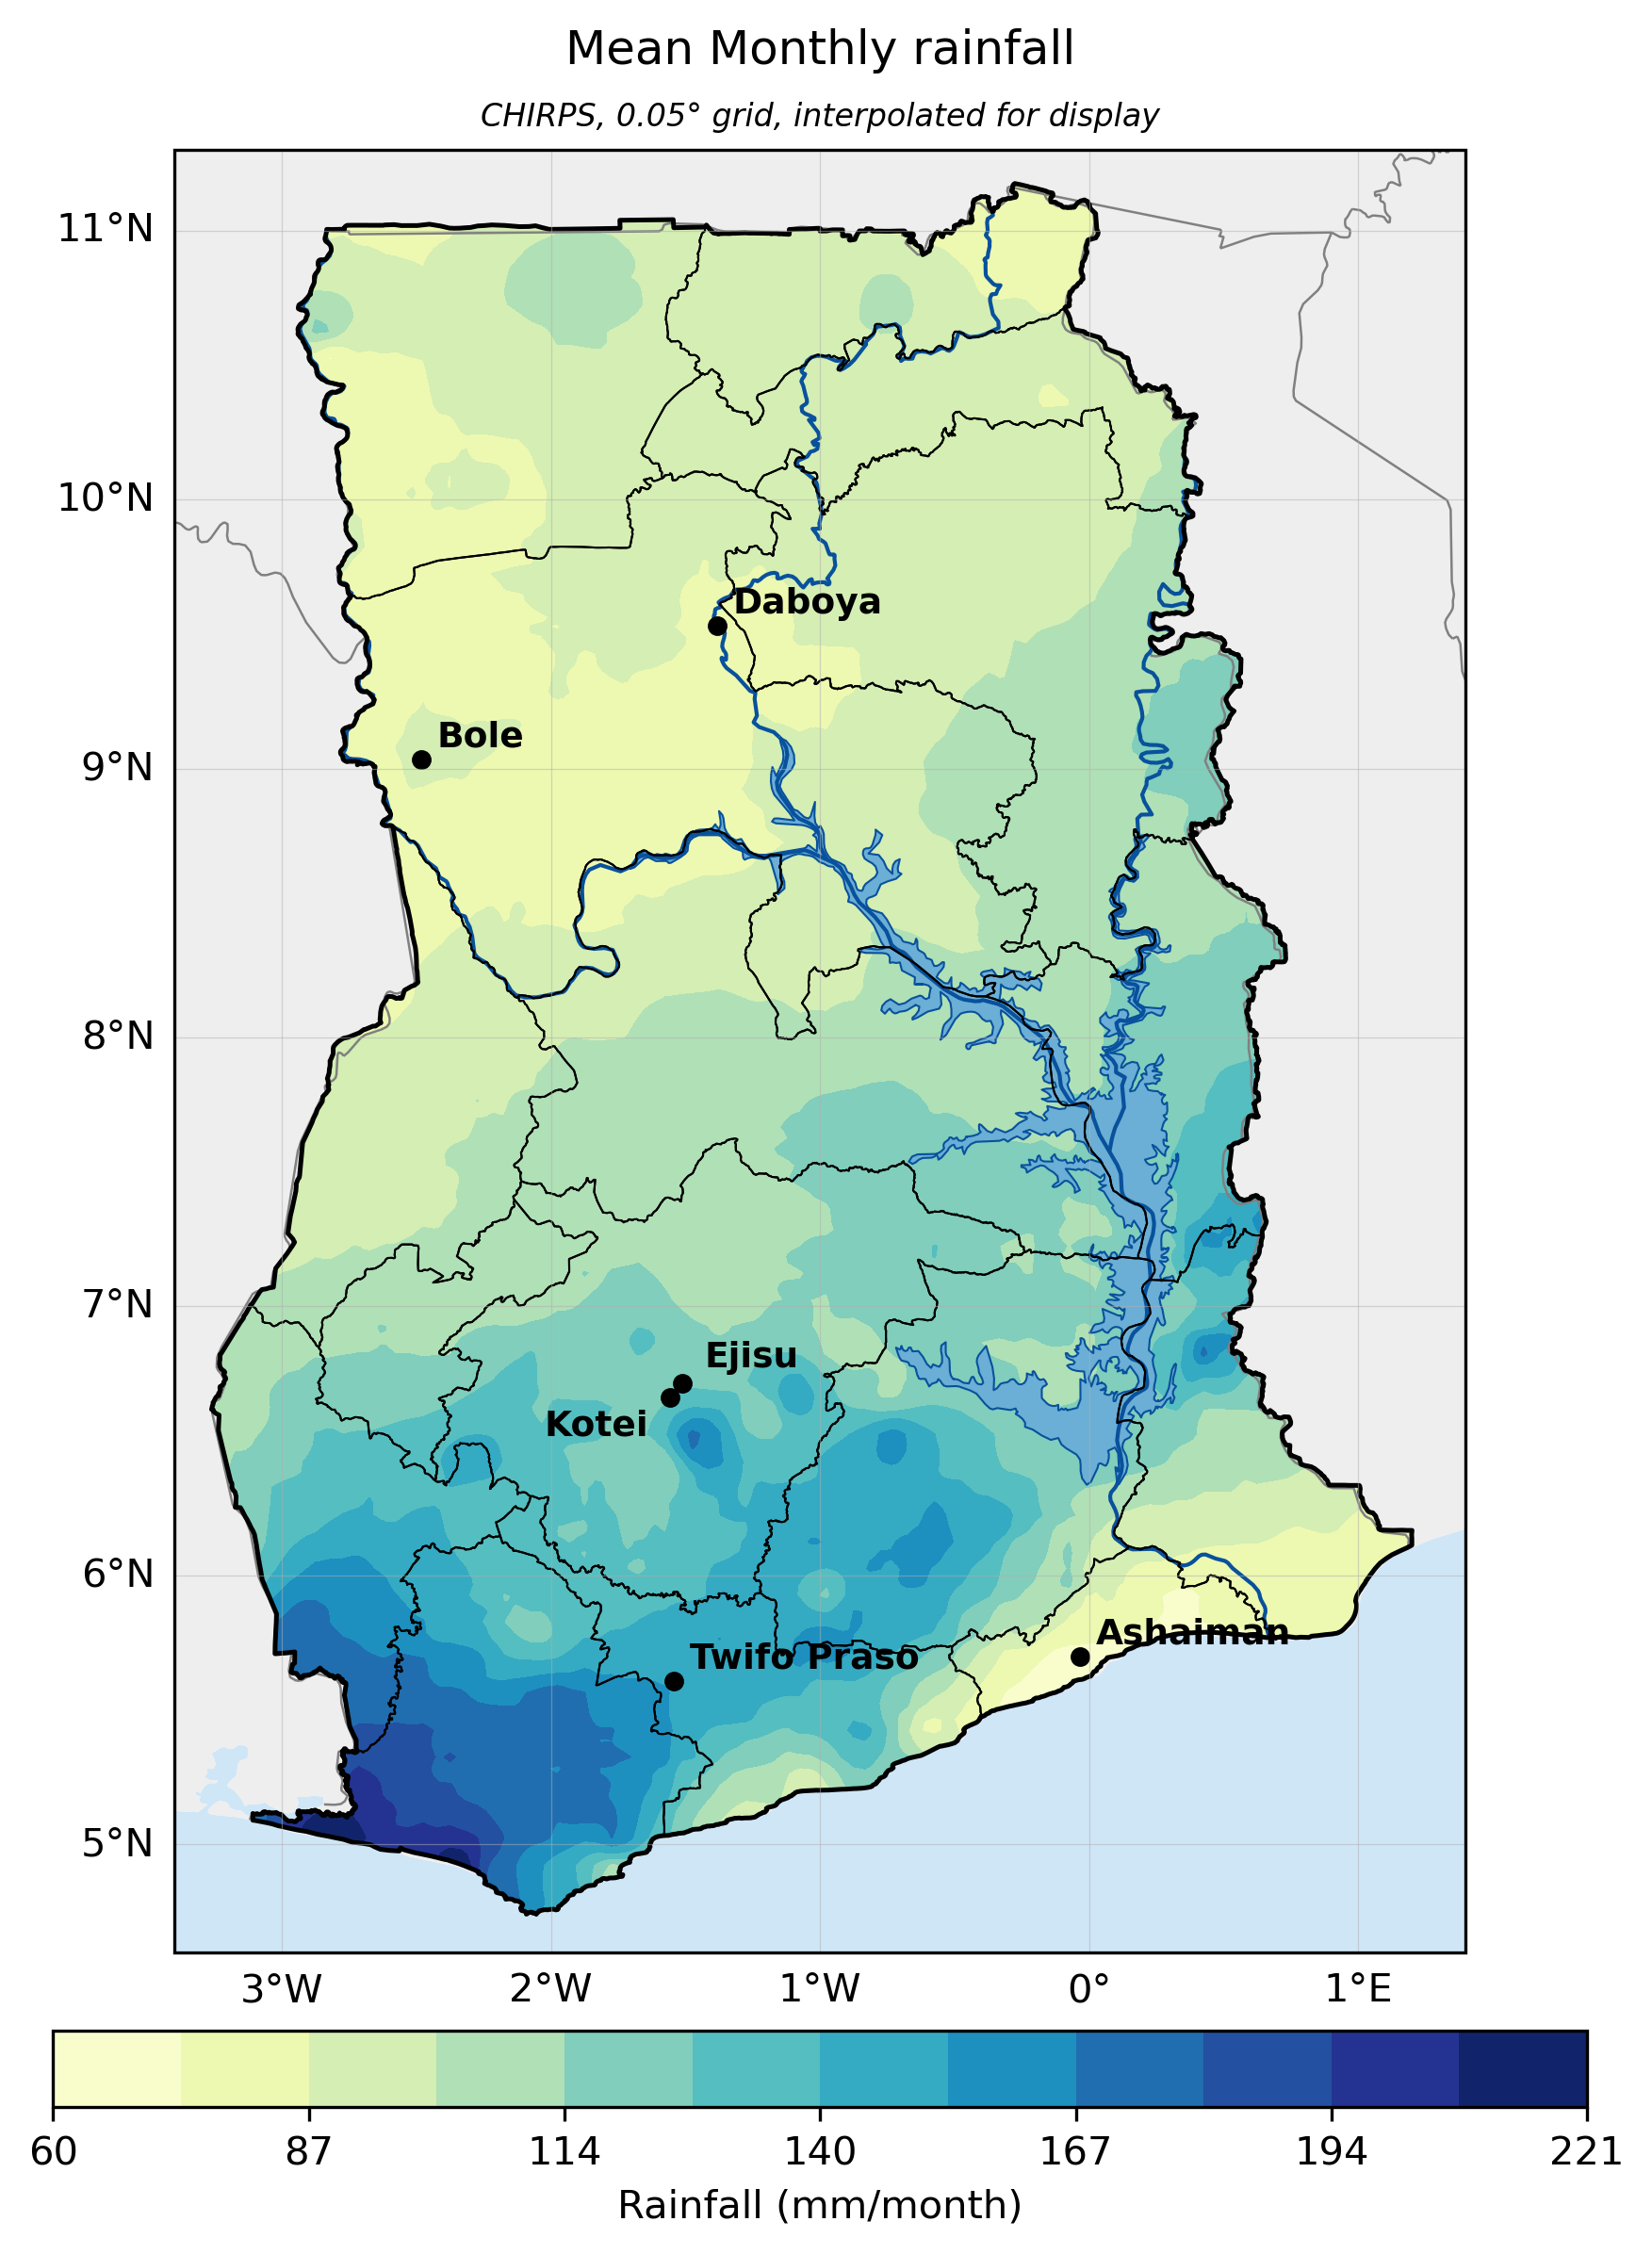 Mean Monthly rainfall
CHIRPS, 0.05° grid, interpolated for display
11°N
10°N
Daboya
Bole
9°N
8°N
7°N
Ejisu
Kotei
6°N
Ashaiman
Twifo Praso
5°N
3°W 2°W 1°W 0° 1°E
60 87 114 140 167 194 221
Rainfall (mm/month)